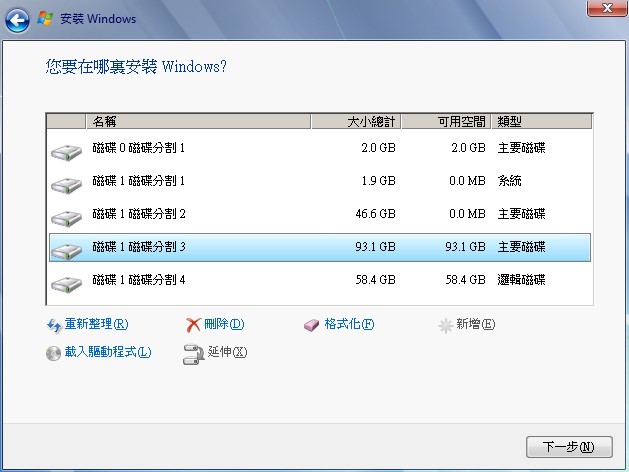 安裝 Windows
您要在哪裏安裝 Windows?
名稱 大小總計 可用空間 類型
磁碟 0 磁碟分割 1 2.0 GB 2.0 GB 主要磁碟
磁碟 1 磁碟分割 1 1.9 GB 0.0 MB 系統
磁碟 1 磁碟分割 2 46.6 GB 0.0 MB 主要磁碟
磁碟 1 磁碟分割 3 93.1 GB 93.1 GB 主要磁碟
磁碟 1 磁碟分割 4 58.4 GB 58.4 GB 邏輯磁碟
重新整理(R) 刪除(D) 格式化(F) 新增(E)
載入驅動程式(L) 延伸(X)
下一步(N)